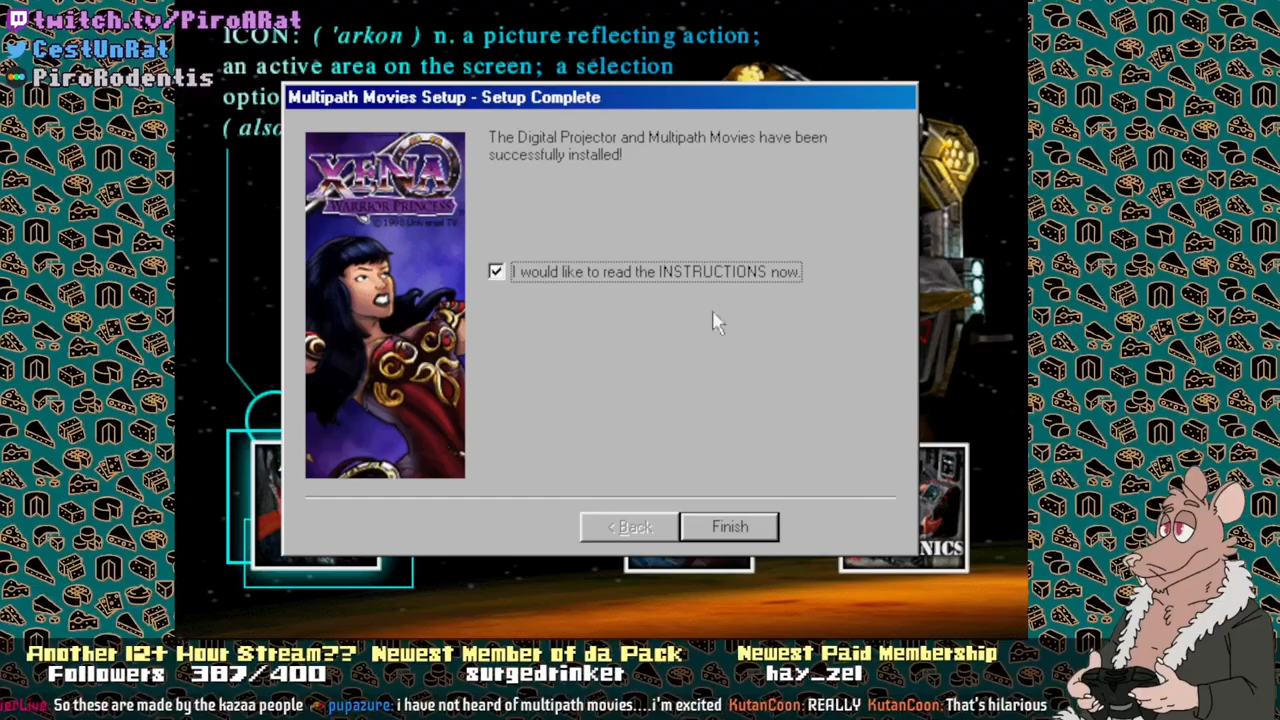 twitch.tv/PiroARat
CestUnRat
PiroRodentis
ICON: ( 'arkon ) n. a picture reflecting action;
an active area on the screen; a selection
optio
( also
Multipath Movies Setup - Setup Complete
XENA
WARRIOR PRINCESS
The Digital Projector and Multipath Movies have been
successfully installed!
I would like to read the INSTRUCTIONS now.
< Back
Finish
NICS
Another 12+ Hour Stream??
Followers 387/400
Newest Member of da Pack
surgedrinker
Newest Paid Membership
hay_zel
ierLive: So these are made by the kazaa people pupazure: i have not heard of multipath movies....i'm excited KutanCoon: REALLY KutanCoon: That's hilarious